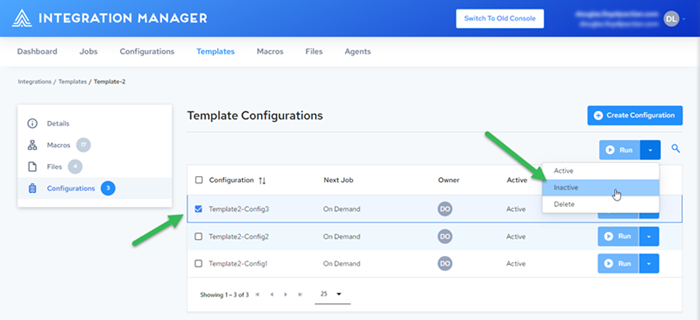 INTEGRATION MANAGER
Switch To Old Console
DL
Dashboard Jobs Configurations Templates Macros Files Agents
Integrations / Templates / Template-2
Details
Macros
Files 4
Configurations 3
Template Configurations
Create Configuration
Run
Active
Inactive
Delete
Configuration Next Job Owner Active
Template2-Config3 On Demand DO Active
Template2-Config2 On Demand DO Active Run
Template2-Config1 On Demand DO Active Run
Showing 1 – 3 of 3 25